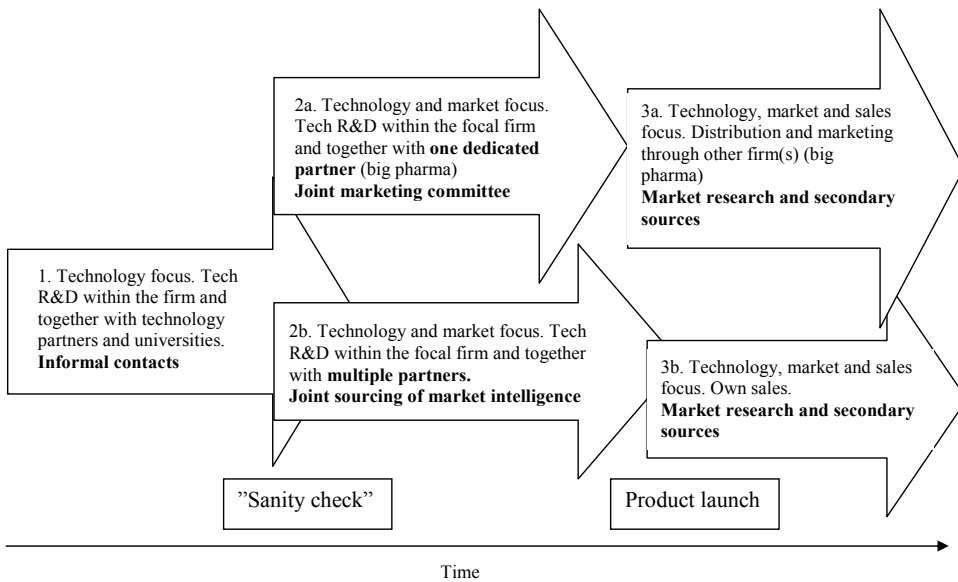 1. Technology focus. Tech
R&D within the firm and
together with technology
partners and universities.
Informal contacts
2a. Technology and market focus.
Tech R&D within the focal firm
and together with one dedicated
partner (big pharma)
Joint marketing committee
2b. Technology and market focus. Tech
R&D within the focal firm and together
with multiple partners.
Joint sourcing of market intelligence
3a. Technology, market and sales
focus. Distribution and marketing
through other firm(s) (big
pharma)
Market research and secondary
sources
3b. Technology, market and sales
focus. Own sales.
Market research and secondary
sources
”Sanity check”
Product launch
Time